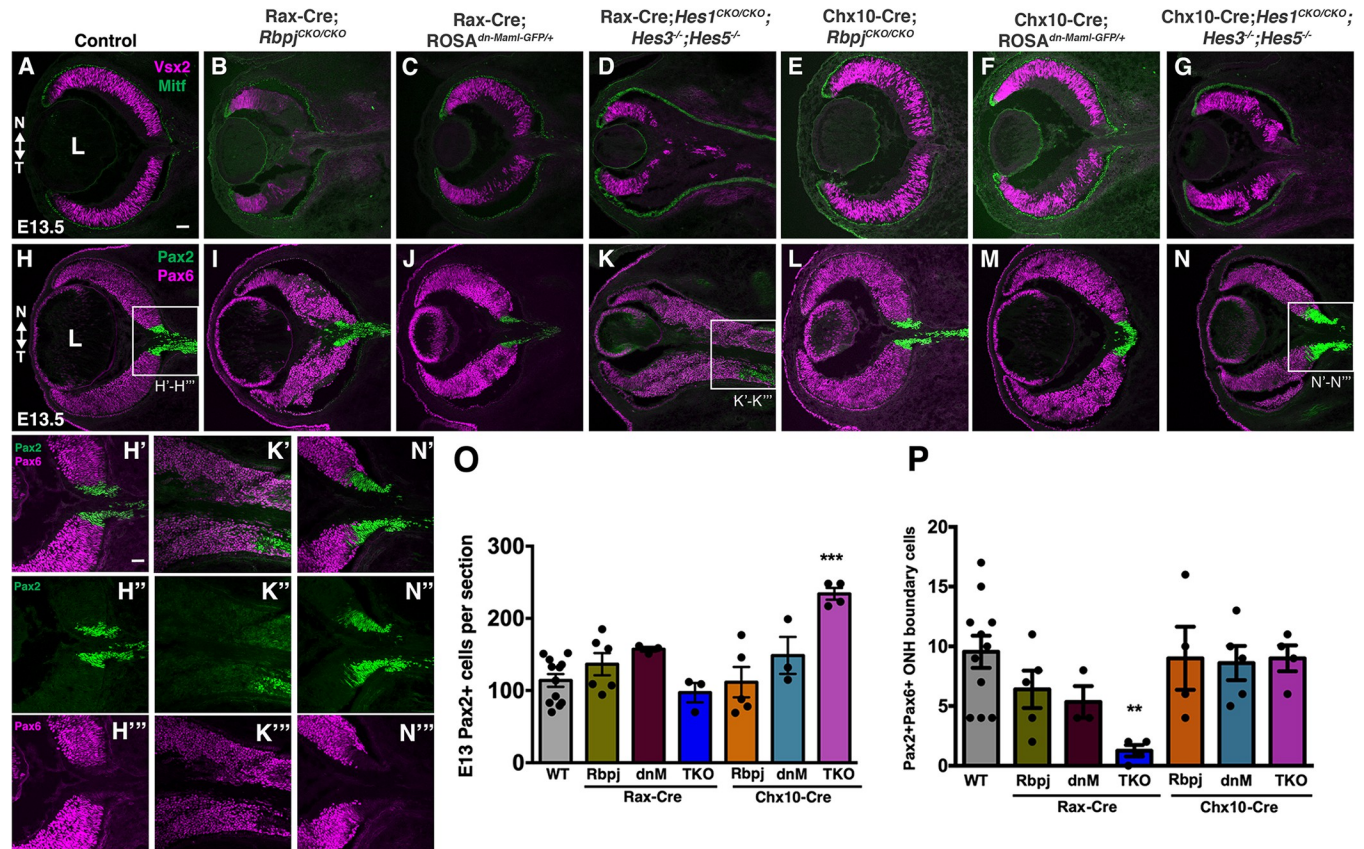 Control
Rax-Cre;
Rbpj^CKO/CKO
Rax-Cre;
ROSA^dn-Maml-GFP/+
Rax-Cre;Hes1^CKO/CKO;
Hes3^-/-;Hes5^-/-
Chx10-Cre;
Rbpj^CKO/CKO
Chx10-Cre;
ROSA^dn-Maml-GFP/+
Chx10-Cre;Hes1^CKO/CKO;
Hes3^-/-;Hes5^-/-
A
Vsx2
Mitf
N
T
L
E13.5
B
C
D
E
F
G
H
Pax2
Pax6
N
T
L
H'-H'''
E13.5
I
J
K
K'-K'''
L
M
N
N'-N'''
Pax2
Pax6
H'
K'
N'
Pax2
H''
K''
N''
Pax6
H'''
K'''
N'''
O
E13 Pax2+ cells per section
300
200
100
0
***
WT
Rbpj
dnM
TKO
Rbpj
dnM
TKO
Rax-Cre
Chx10-Cre
P
Pax2+Pax6+ ONH boundary cells
20
15
10
5
0
**
WT
Rbpj
dnM
TKO
Rbpj
dnM
TKO
Rax-Cre
Chx10-Cre